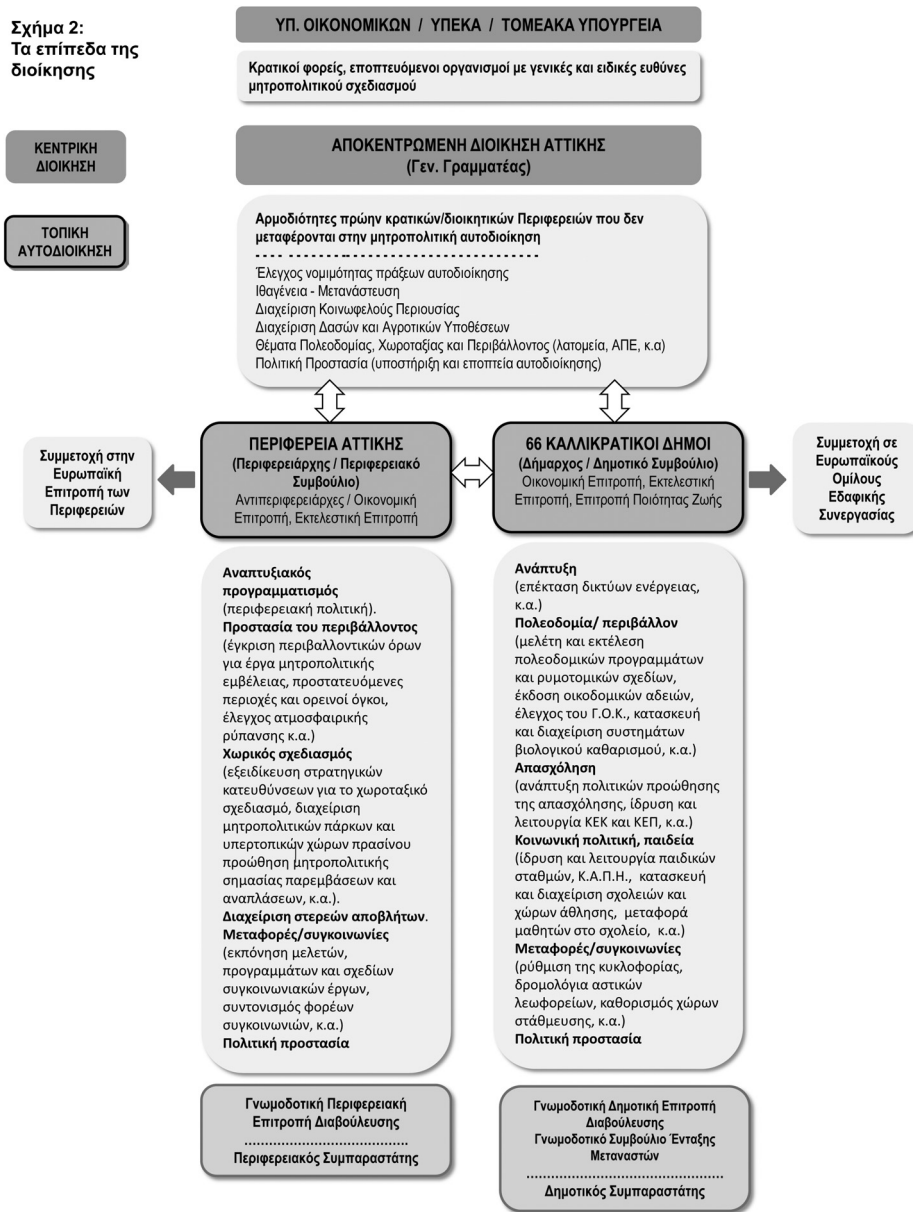 Σχήμα 2:
Τα επίπεδα της
διοίκησης
ΥΠ. ΟΙΚΟΝΟΜΙΚΩΝ / ΥΠΕΚΑ / ΤΟΜΕΑΚΑ ΥΠΟΥΡΓΕΙΑ
Κρατικοί φορείς, εποπτευόμενοι οργανισμοί με γενικές και ειδικές ευθύνες
μητροπολιτικού σχεδιασμού
ΚΕΝΤΡΙΚΗ
ΔΙΟΙΚΗΣΗ
ΑΠΟΚΕΝΤΡΩΜΕΝΗ ΔΙΟΙΚΗΣΗ ΑΤΤΙΚΗΣ
(Γεν. Γραμματέας)
ΤΟΠΙΚΗ
ΑΥΤΟΔΙΟΙΚΗΣΗ
Αρμοδιότητες πρώην κρατικών/διοικητικών Περιφερειών που δεν
μεταφέρονται στην μητροπολιτική αυτοδιοίκηση
Έλεγχος νομιμότητας πράξεων αυτοδιοίκησης
Ιθαγένεια - Μετανάστευση
Διαχείριση Κοινωφελούς Περιουσίας
Διαχείριση Δασών και Αγροτικών Υποθέσεων
Θέματα Πολεοδομίας, Χωροταξίας και Περιβάλλοντος (λατομεία, ΑΠΕ, κ.α)
Πολιτική Προστασία (υποστήριξη και εποπτεία αυτοδιοίκησης)
Συμμετοχή στην
Ευρωπαϊκή
Επιτροπή των
Περιφερειών
ΠΕΡΙΦΕΡΕΙΑ ΑΤΤΙΚΗΣ
(Περιφερειάρχης / Περιφερειακό
Συμβούλιο)
Αντιπεριφερειάρχες / Οικονομική
Επιτροπή, Εκτελεστική Επιτροπή
66 ΚΑΛΛΙΚΡΑΤΙΚΟΙ ΔΗΜΟΙ
(Δήμαρχος / Δημοτικό Συμβούλιο)
Οικονομική Επιτροπή, Εκτελεστική
Επιτροπή, Επιτροπή Ποιότητας Ζωής
Συμμετοχή σε
Ευρωπαϊκούς
Ομίλους
Εδαφικής
Συνεργασίας
Αναπτυξιακός
προγραμματισμός
(περιφερειακή πολιτική).
Προστασία του περιβάλλοντος
(έγκριση περιβαλλοντικών όρων
για έργα μητροπολιτικής
εμβέλειας, προστατευόμενες
περιοχές και ορεινοί όγκοι,
έλεγχος ατμοσφαιρικής
ρύπανσης κ.α.)
Χωρικός σχεδιασμός
(εξειδίκευση στρατηγικών
κατευθύνσεων για το χωροταξικό
σχεδιασμό, διαχείριση
μητροπολιτικών πάρκων και
υπερτοπικών χώρων πρασίνου
προώθηση μητροπολιτικής
σημασίας παρεμβάσεων και
αναπλάσεων, κ.α.).
Διαχείριση στερεών αποβλήτων.
Μεταφορές/συγκοινωνίες
(εκπόνηση μελετών,
προγραμμάτων και σχεδίων
συγκοινωνιακών έργων,
συντονισμός φορέων
συγκοινωνιών, κ.α.)
Πολιτική προστασία
Ανάπτυξη
(επέκταση δικτύων ενέργειας,
κ.α.)
Πολεοδομία/ περιβάλλον
(μελέτη και εκτέλεση
πολεοδομικών προγραμμάτων
και ρυμοτομικών σχεδίων,
έκδοση οικοδομικών αδειών,
έλεγχος του Γ.Ο.Κ., κατασκευή
και διαχείριση συστημάτων
βιολογικού καθαρισμού, κ.α.)
Απασχόληση
(ανάπτυξη πολιτικών προώθησης
της απασχόλησης, ίδρυση και
λειτουργία ΚΕΚ και ΚΕΠ, κ.α.)
Κοινωνική πολιτική, παιδεία
(ίδρυση και λειτουργία παιδικών
σταθμών, Κ.Α.Π.Η., κατασκευή
και διαχείριση σχολειών και
χώρων άθλησης, μεταφορά
μαθητών στο σχολείο, κ.α.)
Μεταφορές/συγκοινωνίες
(ρύθμιση της κυκλοφορίας,
δρομολόγια αστικών
λεωφορείων, καθορισμός χώρων
στάθμευσης, κ.α.)
Πολιτική προστασία
Γνωμοδοτική Περιφερειακή
Επιτροπή Διαβούλευσης
Περιφερειακός Συμπαραστάτης
Γνωμοδοτική Δημοτική Επιτροπή
Διαβούλευσης
Γνωμοδοτικό Συμβούλιο Ένταξης
Μεταναστών
Δημοτικός Συμπαραστάτης